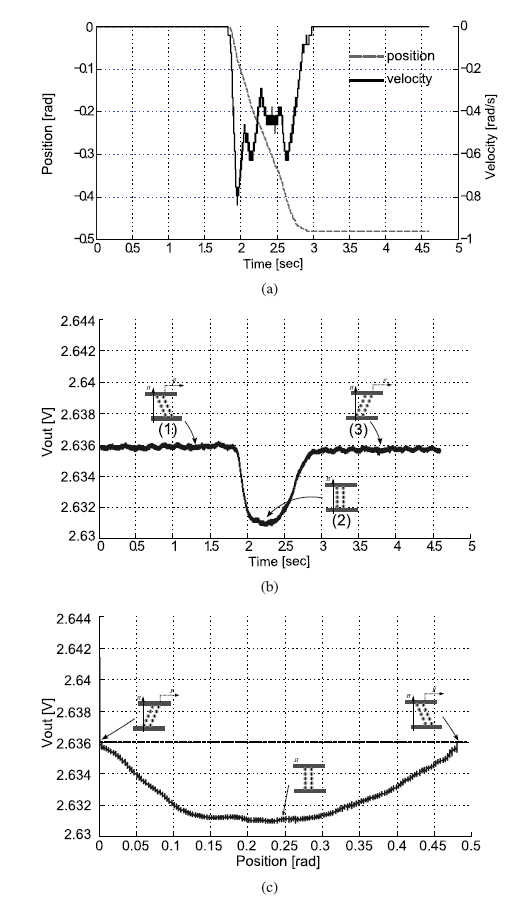 0
0
−0.1
−0.2
−0.2
−0.4
position
velocity
Position [rad]
Velocity [rad/s]
−0.3
−0.6
−0.4
−0.8
−0.5
−1
0 0.5 1 1.5 2 2.5 3 3.5 4 4.5 5
Time [sec]
(a)
2.644
2.642
2.64
2.638
(1)
(3)
Vout [V]
2.636
2.634
2.632
(2)
2.63
0 0.5 1 1.5 2 2.5 3 3.5 4 4.5 5
Time [sec]
(b)
2.644
2.642
2.64
2.638
Vout [V]
2.636
2.634
2.632
2.63
0 0.05 0.1 0.15 0.2 0.25 0.3 0.35 0.4 0.45 0.5
Position [rad]
(c)